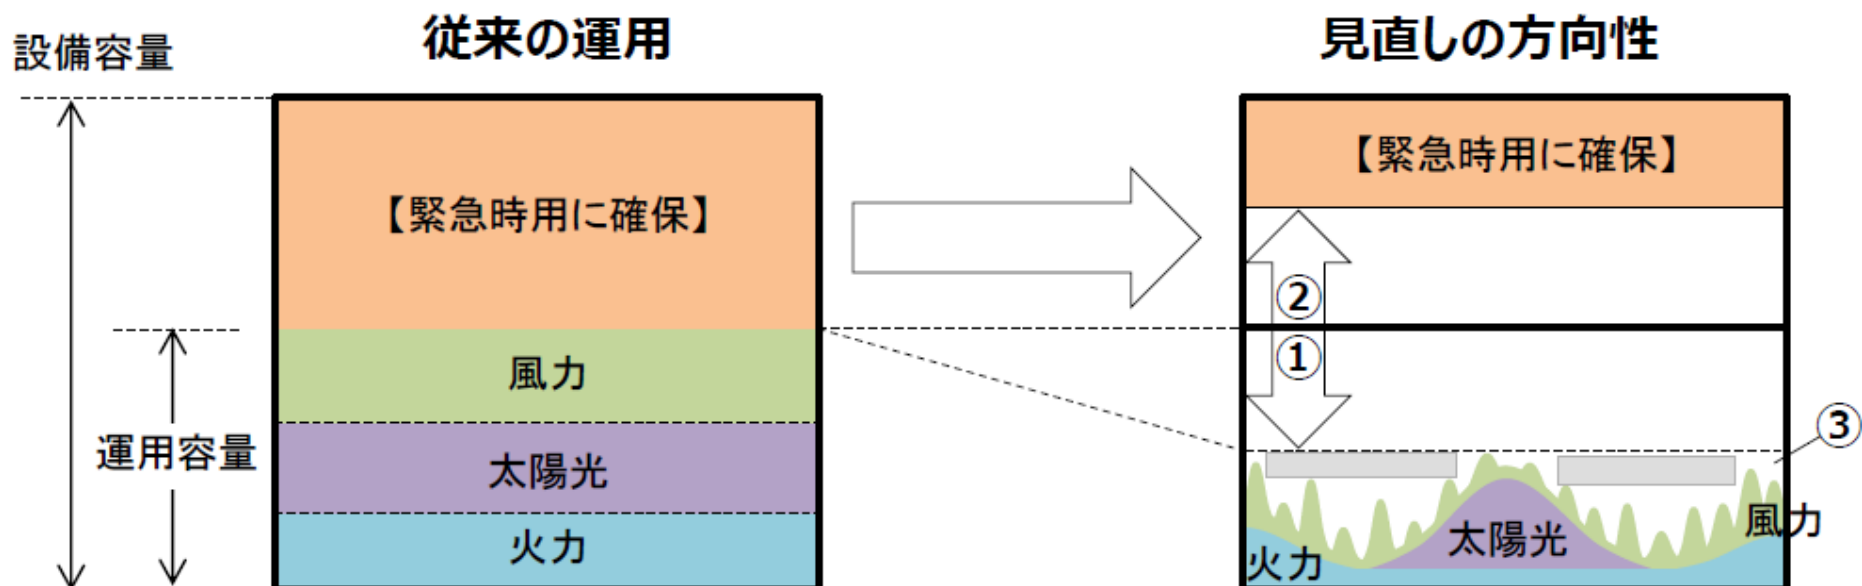 従来の運用
見直しの方向性
設備容量
【緊急時用に確保】
【緊急時用に確保】
②
①
風力
運用容量
太陽光
火力
③
風力
太陽光
火力